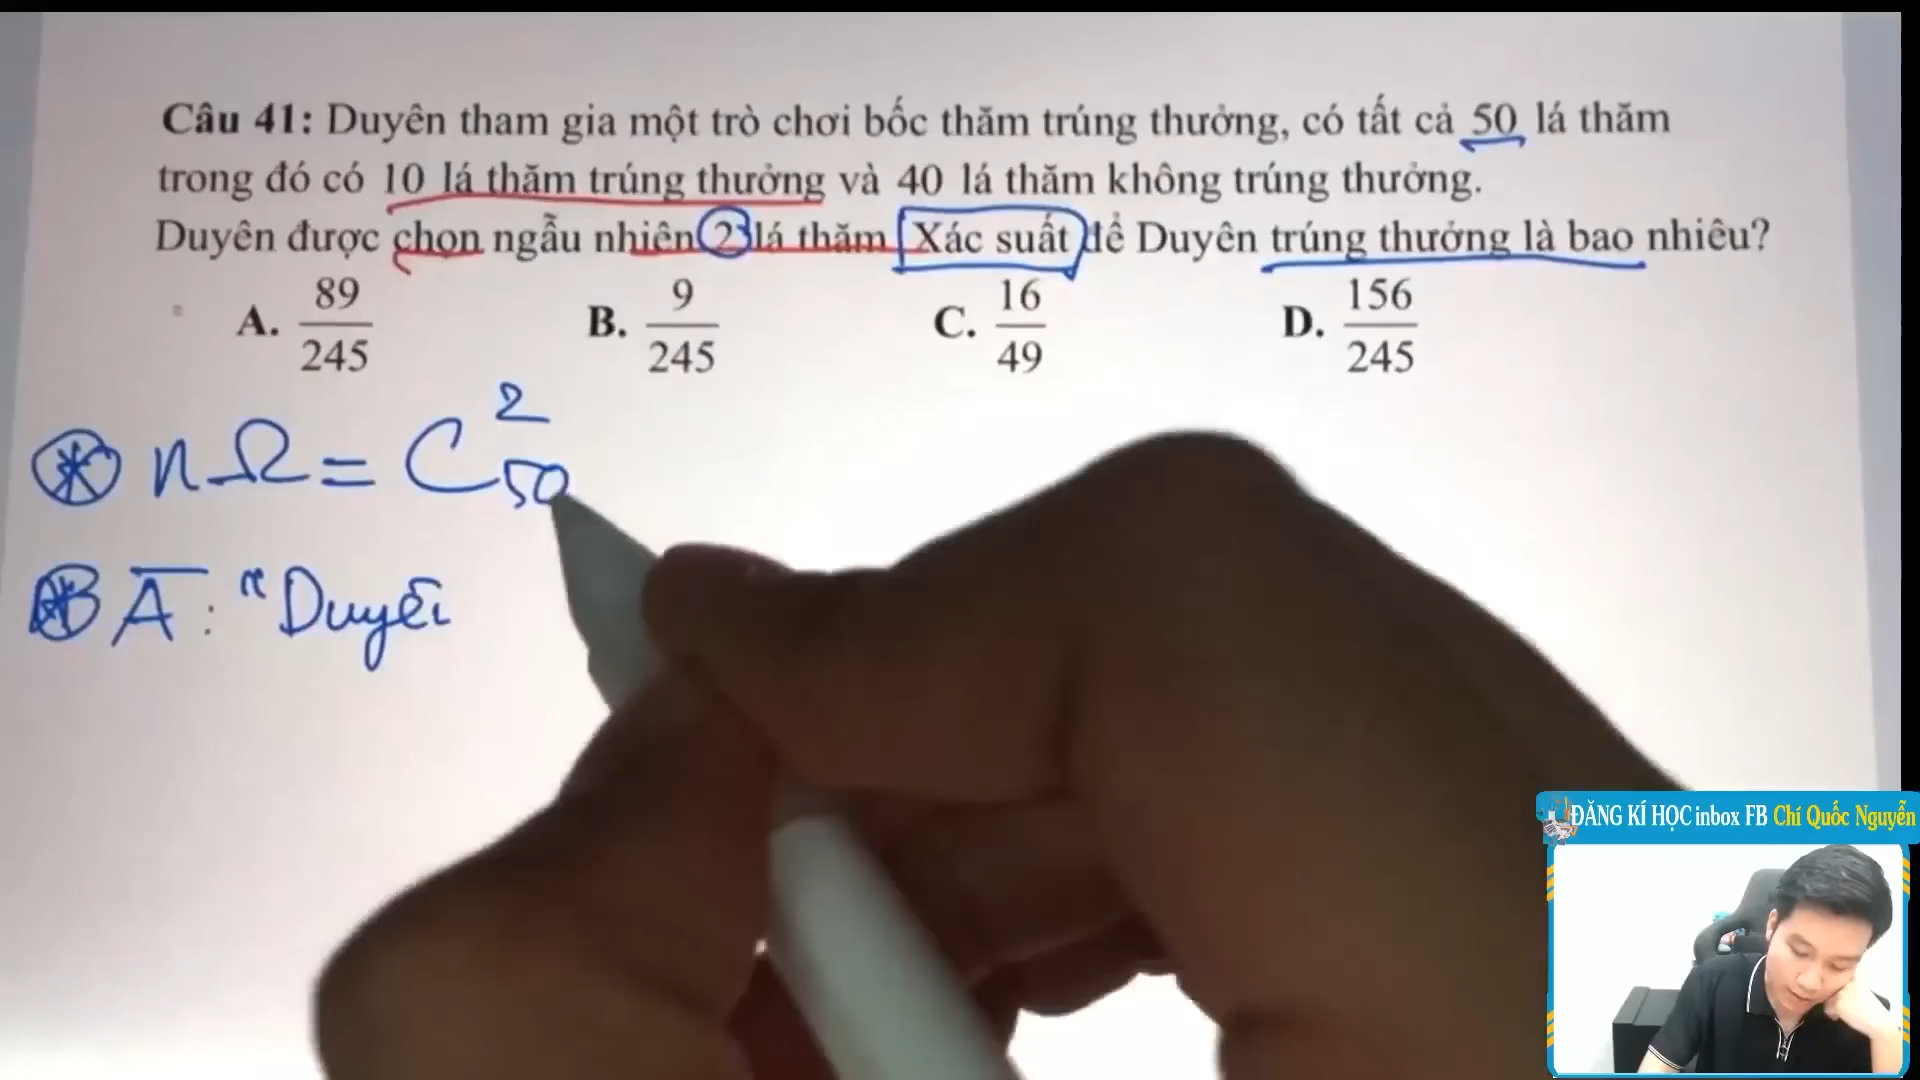 Câu 41: Duyên tham gia một trò chơi bốc thăm trúng thưởng, có tất cả 50 lá thăm
trong đó có 10 lá thăm trúng thưởng và 40 lá thăm không trúng thưởng.
Duyên được chọn ngẫu nhiên 2 lá thăm Xác suất để Duyên trúng thưởng là bao nhiêu?
A. 89/245 B. 9/245 C. 16/49 D. 156/245
nΩ = C²₅₀
A̅ : "Duyê
ĐĂNG KÍ HỌC inbox FB Chí Quốc Nguyễn